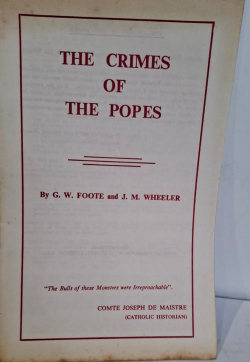 THE CRIMES
OF
THE POPES
By G. W. FOOTE and J. M. WHEELER
"The Bulls of these Monsters were Irreproachable".
COMTE JOSEPH DE MAISTRE
(CATHOLIC HISTORIAN)